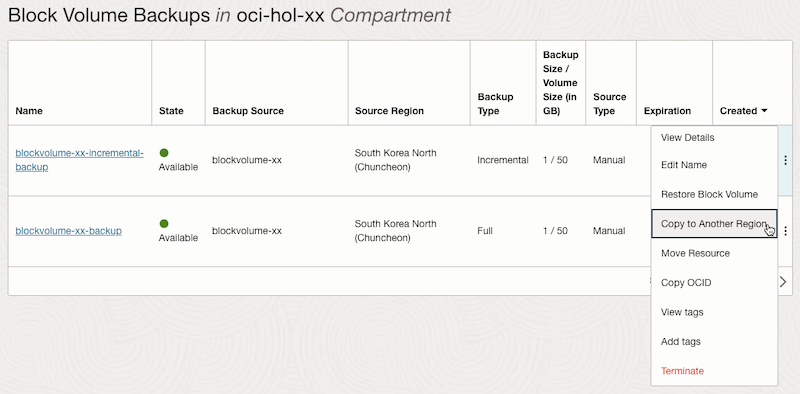 Block Volume Backups in oci-hol-xx Compartment
Name
State
Backup Source
Source Region
Backup
Type
Backup
Size /
Volume
Size (in
GB)
Source
Type
Expiration
Created
blockvolume-xx-incremental-
backup
Available
blockvolume-xx
South Korea North
(Chuncheon)
Incremental
1 / 50
Manual
blockvolume-xx-backup
Available
blockvolume-xx
South Korea North
(Chuncheon)
Full
1 / 50
Manual
View Details
Edit Name
Restore Block Volume
Copy to Another Region
Move Resource
Copy OCID
View tags
Add tags
Terminate